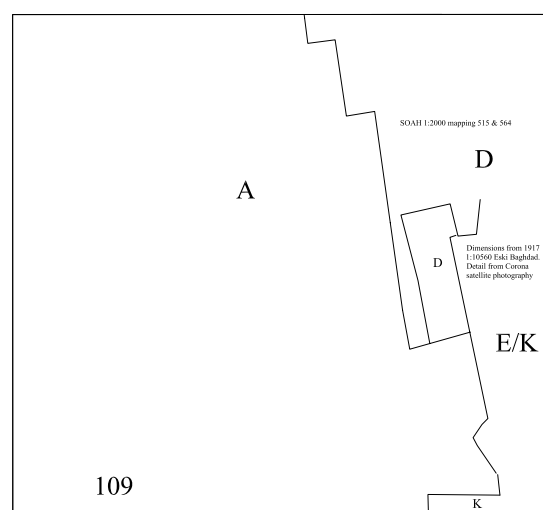 SOAH 1:2000 mapping 515 & 564
D
A
Dimensions from 1917
1:10560 Eski Baghdad.
Detail from Corona
satellite photography
D
E/K
109
K